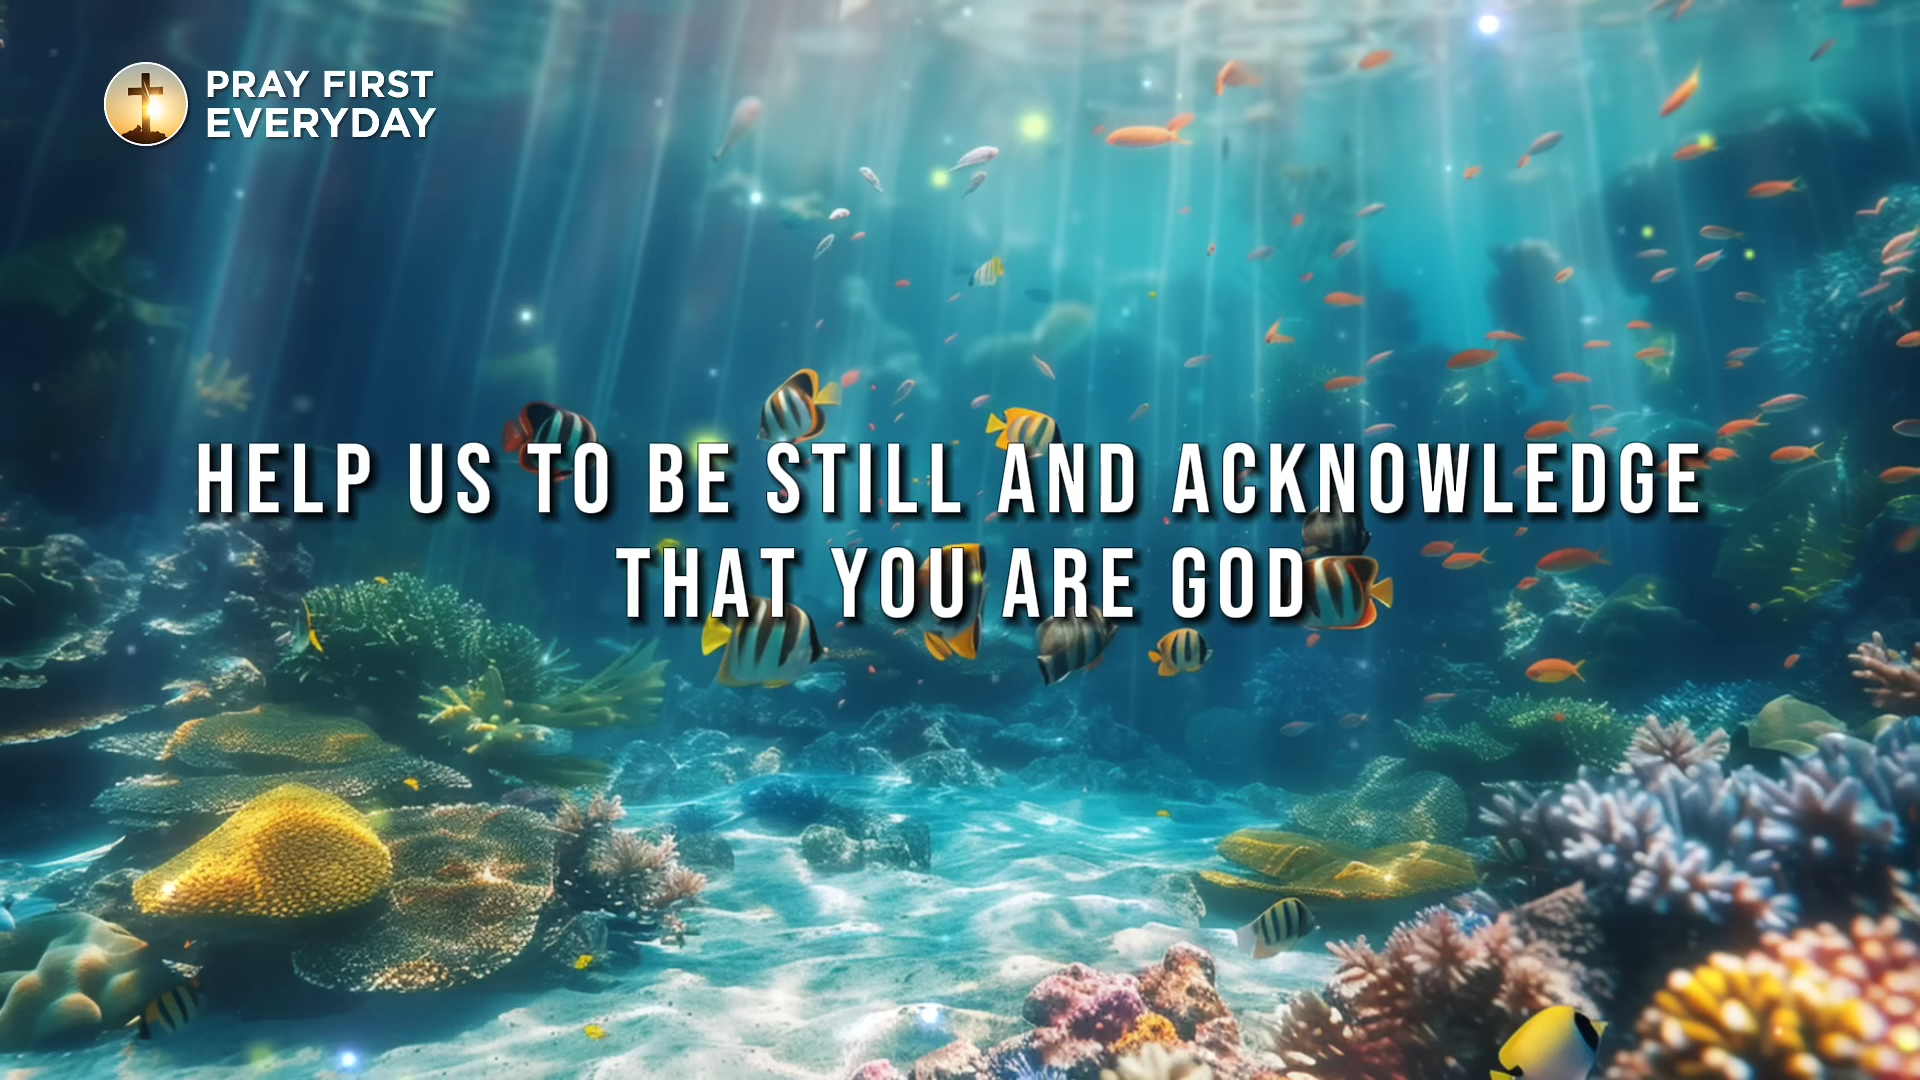 PRAY FIRST
EVERYDAY
HELP US TO BE STILL AND ACKNOWLEDGE
THAT YOU ARE GOD